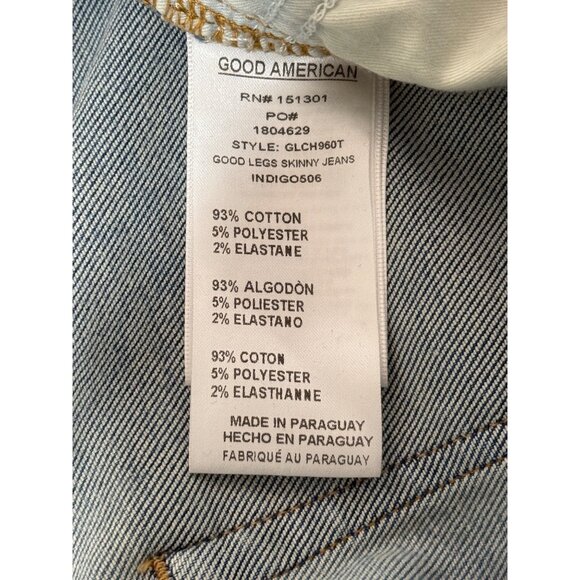 GOOD AMERICAN
RN# 151301
PO#
1804629
STYLE: GLCH960T
GOOD LEGS SKINNY JEANS
INDIGO506
93% COTTON
5% POLYESTER
2% ELASTANE
93% ALGODÒN
5% POLIESTER
2% ELASTANO
93% COTON
5% POLYESTER
2% ELASTHANNE
MADE IN PARAGUAY
HECHO EN PARAGUAY
FABRIQUÉ AU PARAGUAY